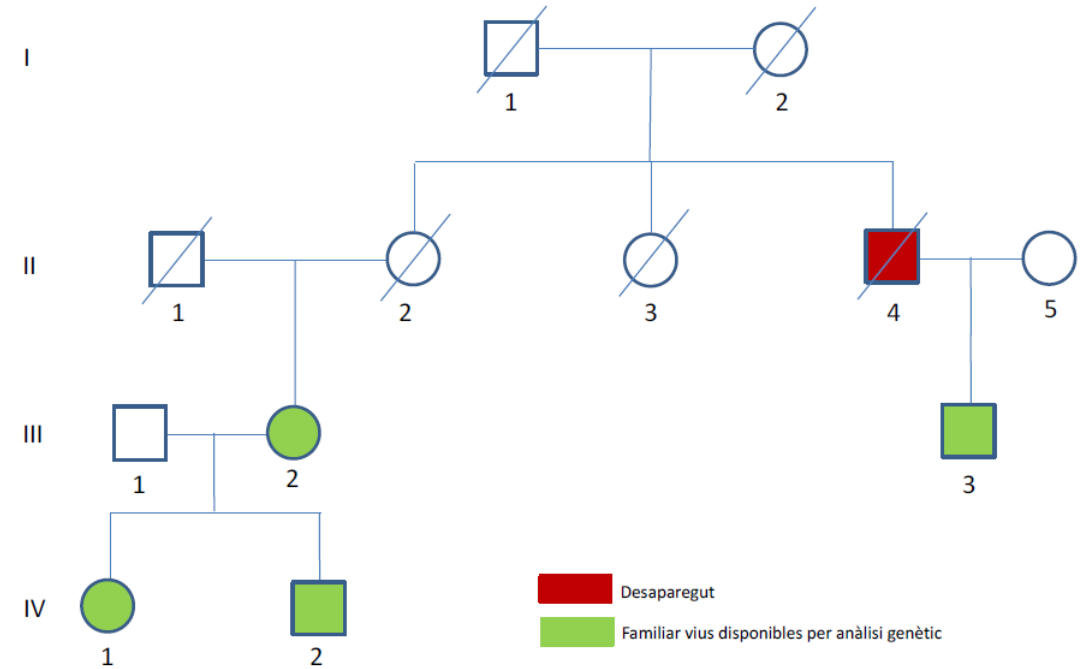 I
1 2
II
1 2 3 4 5
III
1 2 3
IV
1 2
Desaparegut
Familiar vius disponibles per anàlisi genètic